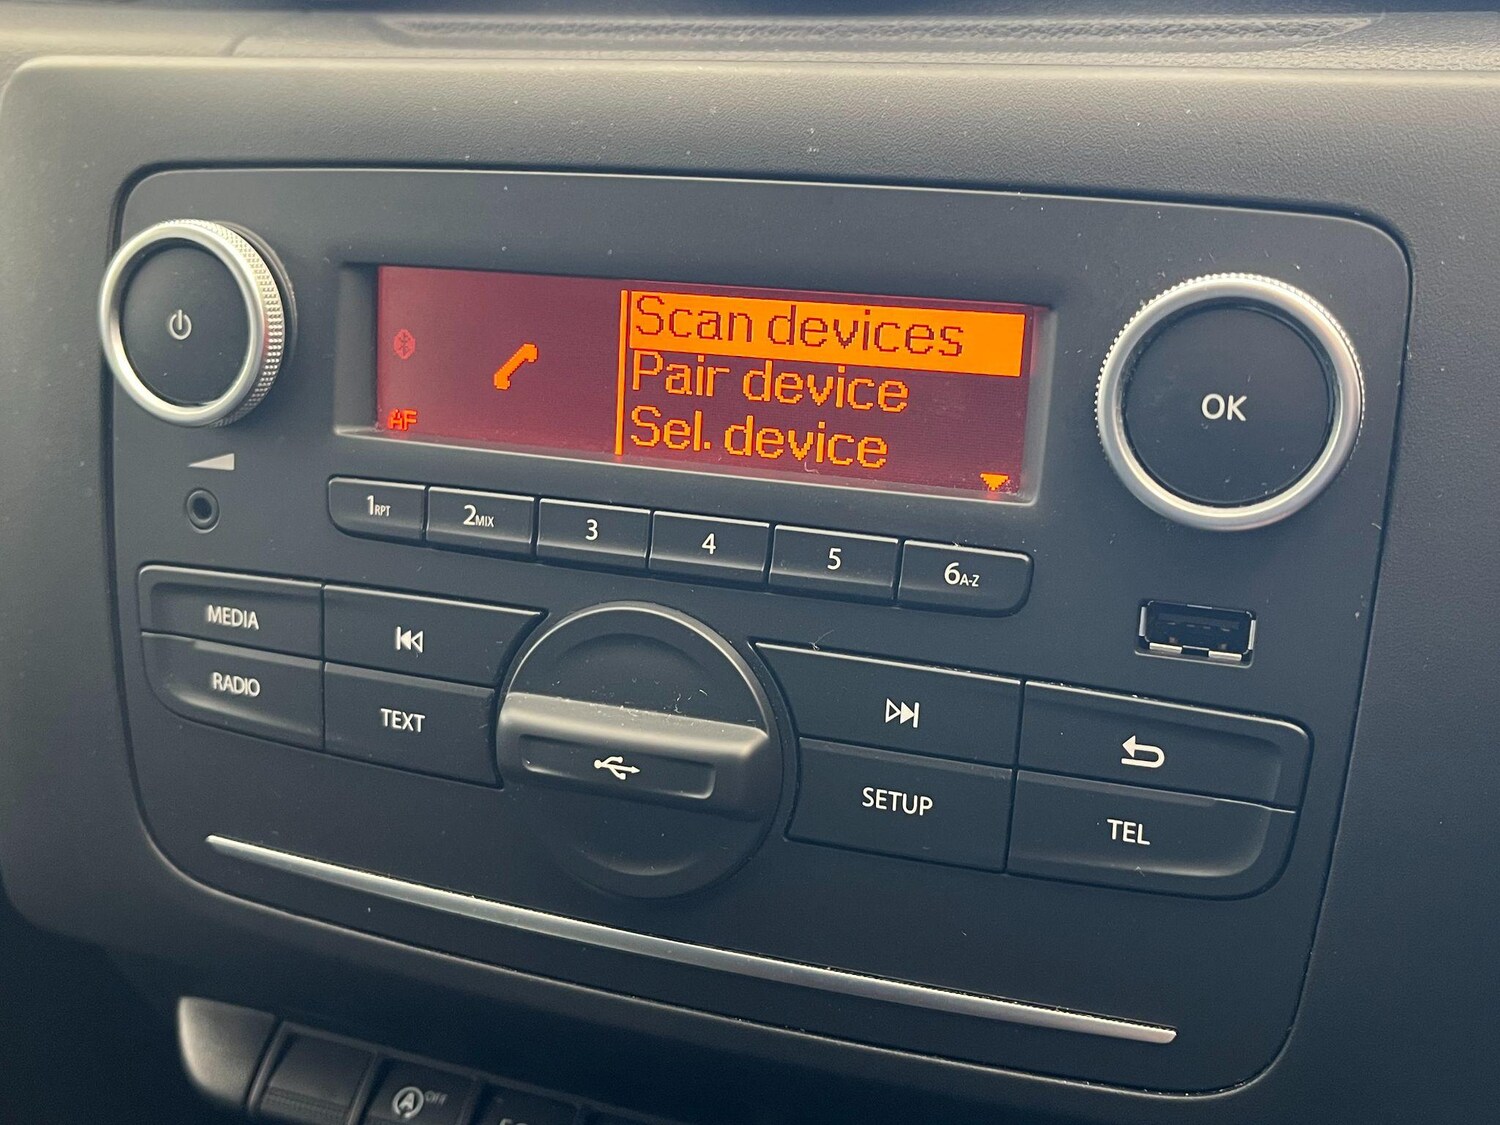 Scan devices
Pair device
Sel. device
AF
OK
1RPT
2MIX
3
4
5
6A-Z
MEDIA
RADIO
TEXT
SETUP
TEL
A OFF